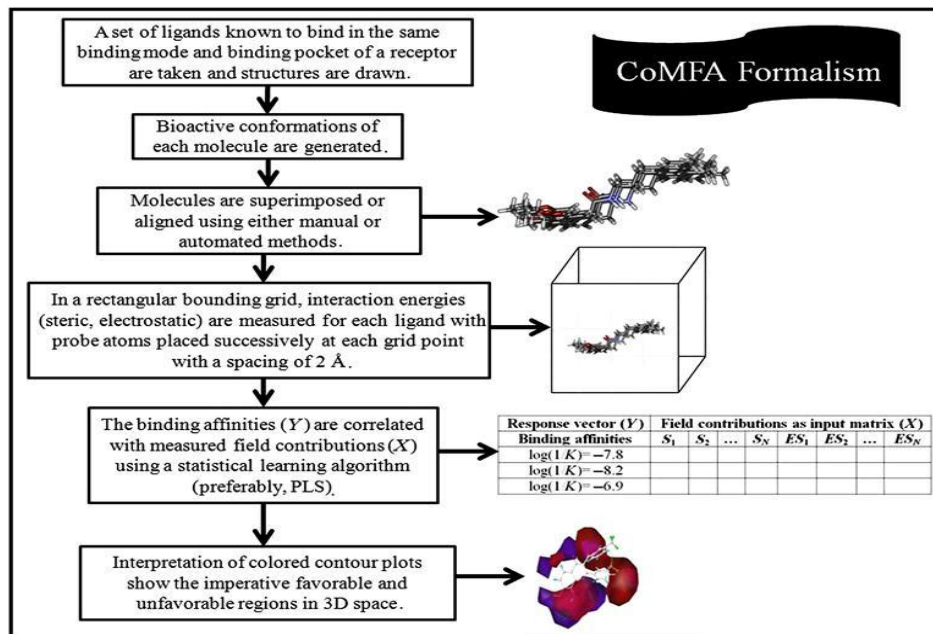 A set of ligands known to bind in the same
binding mode and binding pocket of a receptor
are taken and structures are drawn.
CoMFA Formalism
Bioactive conformations of
each molecule are generated.
Molecules are superimposed or
aligned using either manual or
automated methods.
In a rectangular bounding grid, interaction energies
(steric, electrostatic) are measured for each ligand with
probe atoms placed successively at each grid point
with a spacing of 2 Å.
The binding affinities (Y) are correlated
with measured field contributions (X)
using a statistical learning algorithm
(preferably, PLS).
Response vector (Y) Field contributions as input matrix (X)
Binding affinities S1 S2 ... SN ES1 ES2 ... ESN
log(1/K)= –7.8
log(1/K)= –8.2
log(1/K)= –6.9
Interpretation of colored contour plots
show the imperative favorable and
unfavorable regions in 3D space.